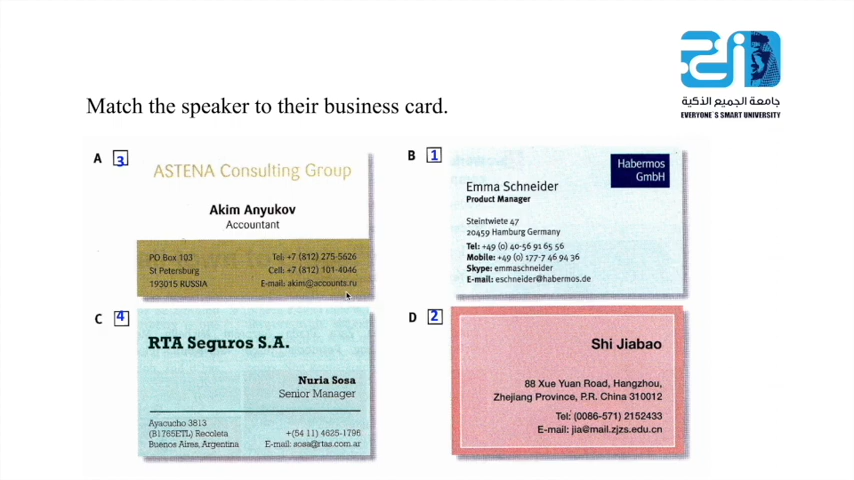 جامعة الجميع الذكية
EVERYONE'S SMART UNIVERSITY
Match the speaker to their business card.
A 3
ASTENA Consulting Group
Akim Anyukov
Accountant
PO Box 103
St Petersburg
193015 RUSSIA
Tel: +7 (812) 275-5626
Cell: +7 (812) 101-4046
E-mail: akim@accounta.ru
B 1
Habermos
GmbH
Emma Schneider
Product Manager
Steintwiete 47
20459 Hamburg Germany
Tel: +49 (0) 40-56 91 65 56
Mobile: +49 (0) 177-7 46 94 36
Skype: emmaschneider
E-mail: eschneider@habermos.de
C 4
RTA Seguros S.A.
Nuria Sosa
Senior Manager
Ayacucho 3813
(B1765ETL) Recoleta
Buenos Aires, Argentina
+(54 11) 4625-1796
E-mail: sosa@rtas.com.ar
D 2
Shi Jiabao
88 Xue Yuan Road, Hangzhou,
Zhejiang Province, P.R. China 310012
Tel: (0086-571) 2152433
E-mail: jia@mail.zjzs.edu.cn